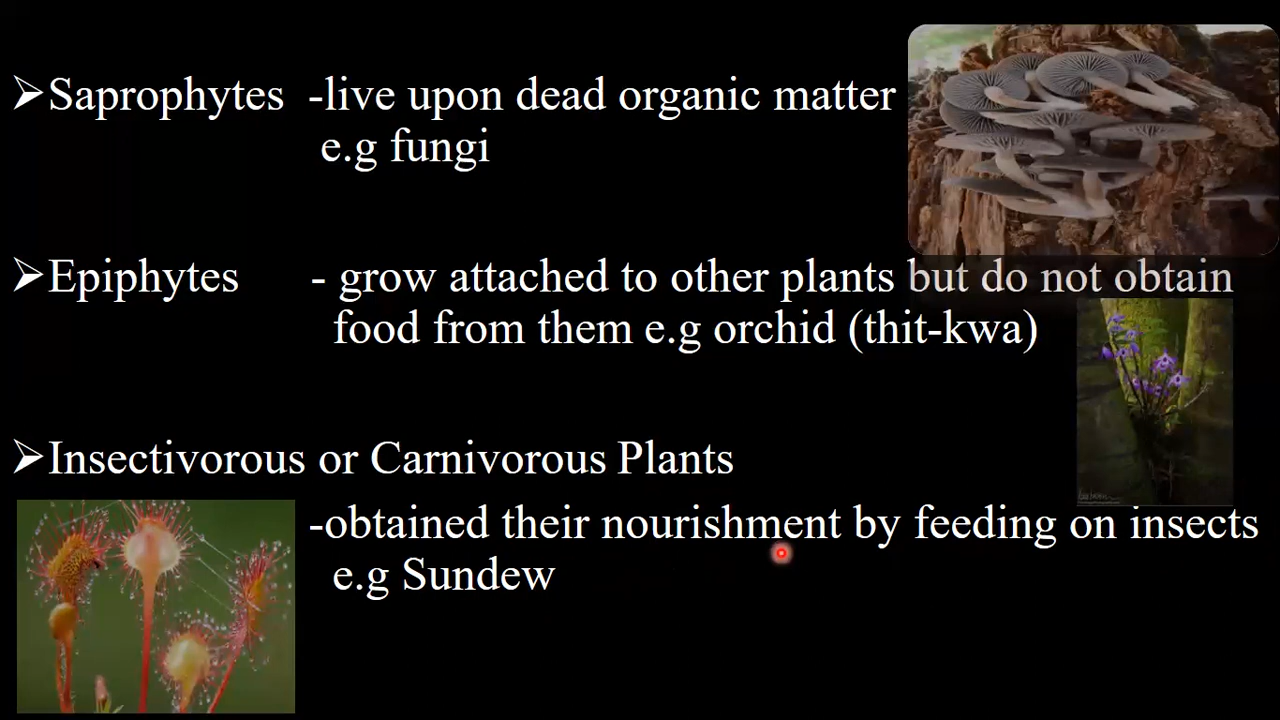 ➢Saprophytes -live upon dead organic matter
e.g fungi
➢Epiphytes - grow attached to other plants but do not obtain
food from them e.g orchid (thit-kwa)
➢Insectivorous or Carnivorous Plants
-obtained their nourishment by feeding on insects
e.g Sundew